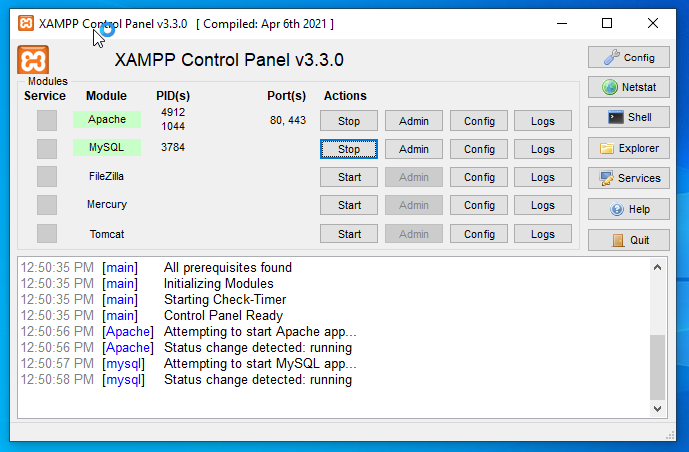 XAMPP Control Panel v3.3.0 [ Compiled: Apr 6th 2021 ]
XAMPP Control Panel v3.3.0
Config
Modules
Service Module PID(s) Port(s) Actions
Netstat
Apache 4912 1044 80, 443 Stop Admin Config Logs
Shell
MySQL 3784 Stop Admin Config Logs
Explorer
FileZilla Start Admin Config Logs
Services
Mercury Start Admin Config Logs
Help
Tomcat Start Admin Config Logs
Quit
12:50:35 PM [main] All prerequisites found
12:50:35 PM [main] Initializing Modules
12:50:35 PM [main] Starting Check-Timer
12:50:35 PM [main] Control Panel Ready
12:50:56 PM [Apache] Attempting to start Apache app...
12:50:56 PM [Apache] Status change detected: running
12:50:57 PM [mysql] Attempting to start MySQL app...
12:50:58 PM [mysql] Status change detected: running